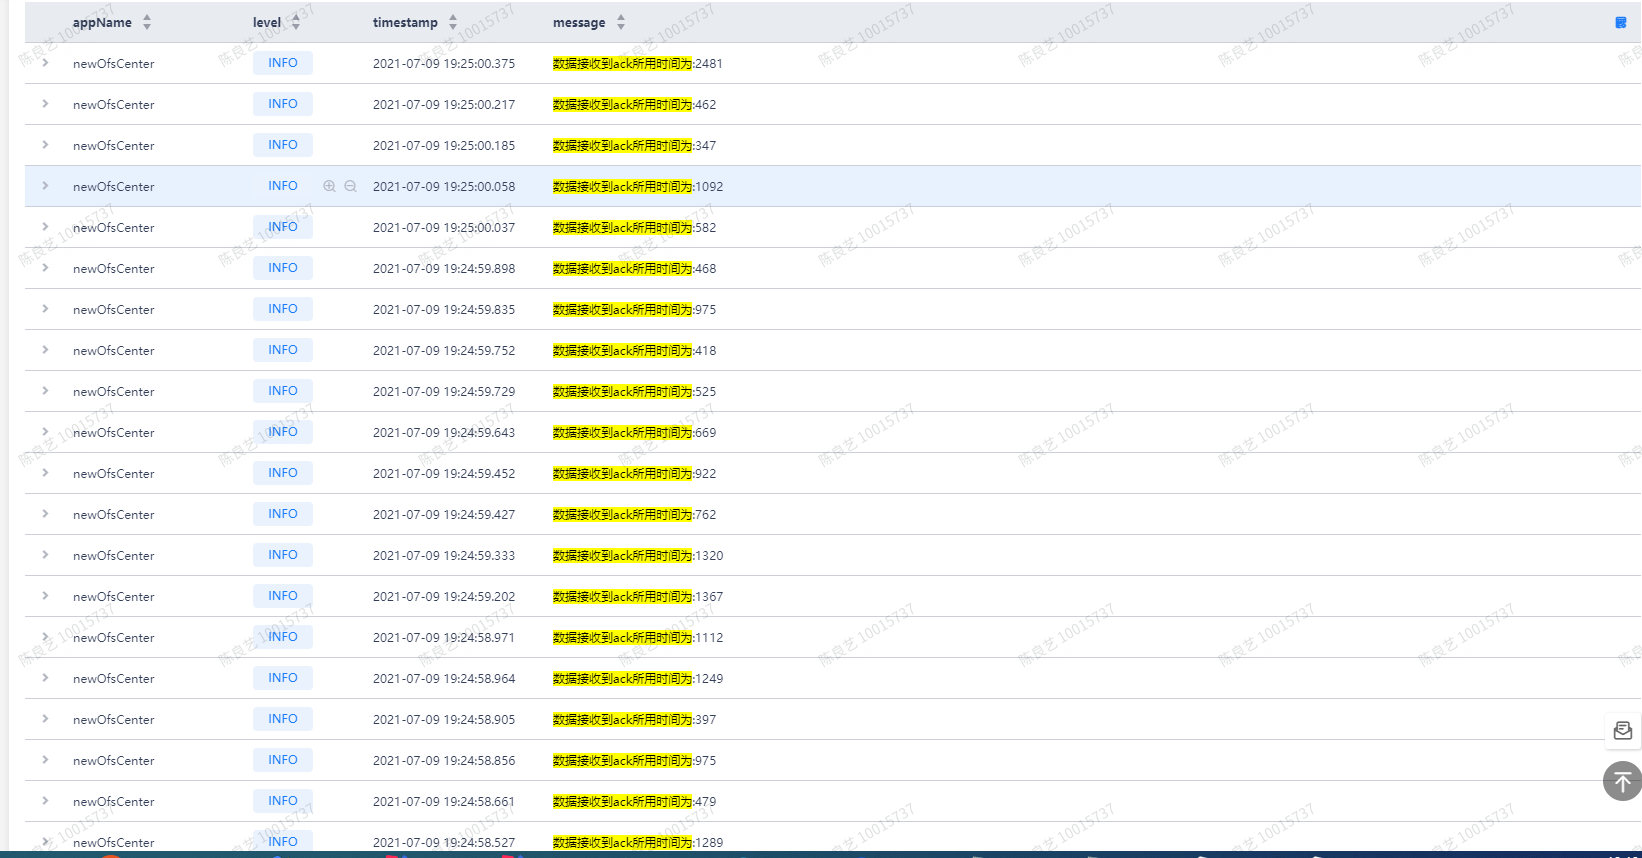 appName level timestamp message
newOfsCenter INFO 2021-07-09 19:25:00.375 数据接收到ack所用时间为:2481
newOfsCenter INFO 2021-07-09 19:25:00.217 数据接收到ack所用时间为:462
newOfsCenter INFO 2021-07-09 19:25:00.185 数据接收到ack所用时间为:347
newOfsCenter INFO 2021-07-09 19:25:00.058 数据接收到ack所用时间为:1092
newOfsCenter INFO 2021-07-09 19:25:00.037 数据接收到ack所用时间为:582
newOfsCenter INFO 2021-07-09 19:24:59.898 数据接收到ack所用时间为:468
newOfsCenter INFO 2021-07-09 19:24:59.835 数据接收到ack所用时间为:975
newOfsCenter INFO 2021-07-09 19:24:59.752 数据接收到ack所用时间为:418
newOfsCenter INFO 2021-07-09 19:24:59.729 数据接收到ack所用时间为:525
newOfsCenter INFO 2021-07-09 19:24:59.643 数据接收到ack所用时间为:669
newOfsCenter INFO 2021-07-09 19:24:59.452 数据接收到ack所用时间为:922
newOfsCenter INFO 2021-07-09 19:24:59.427 数据接收到ack所用时间为:762
newOfsCenter INFO 2021-07-09 19:24:59.333 数据接收到ack所用时间为:1320
newOfsCenter INFO 2021-07-09 19:24:59.202 数据接收到ack所用时间为:1367
newOfsCenter INFO 2021-07-09 19:24:58.971 数据接收到ack所用时间为:1112
newOfsCenter INFO 2021-07-09 19:24:58.964 数据接收到ack所用时间为:1249
newOfsCenter INFO 2021-07-09 19:24:58.905 数据接收到ack所用时间为:397
newOfsCenter INFO 2021-07-09 19:24:58.856 数据接收到ack所用时间为:975
newOfsCenter INFO 2021-07-09 19:24:58.661 数据接收到ack所用时间为:479
newOfsCenter INFO 2021-07-09 19:24:58.527 数据接收到ack所用时间为:1289
陈良艺 10015737